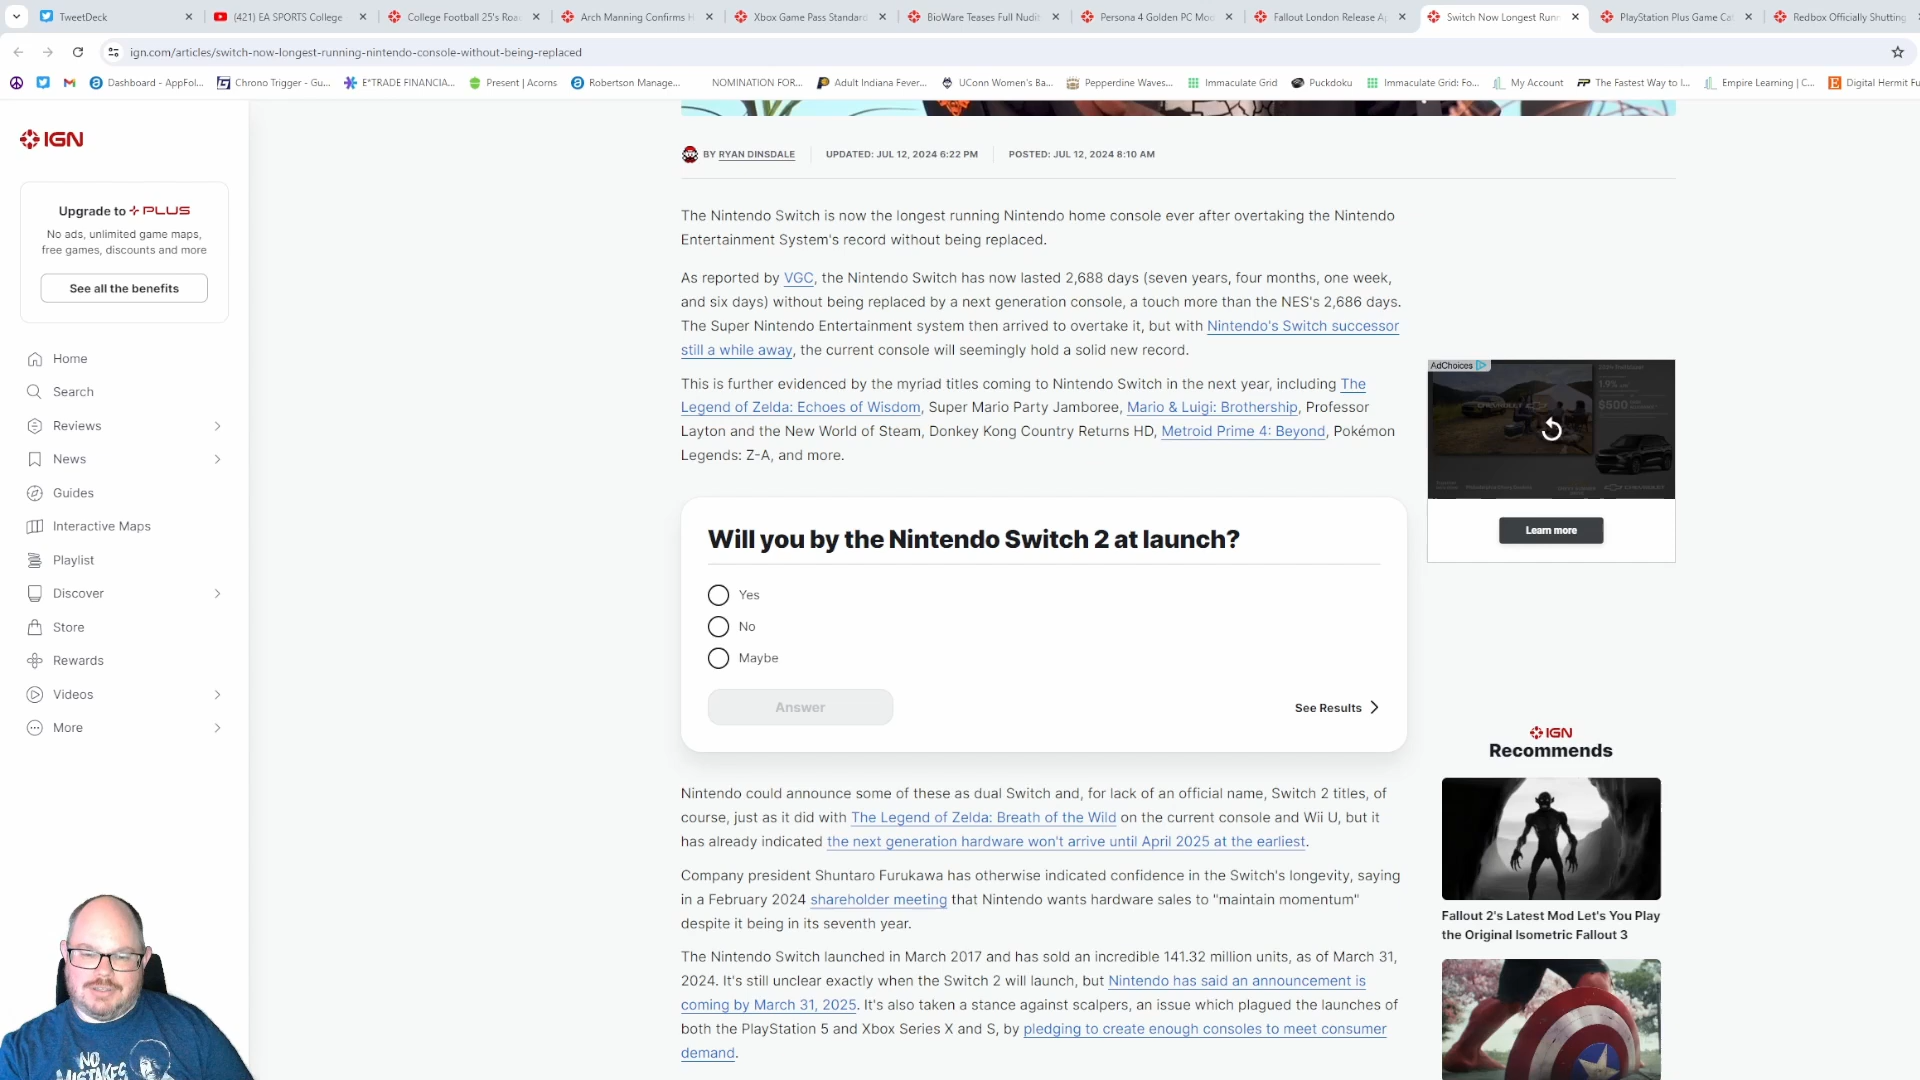 TweetDeck
(421) EA SPORTS College
College Football 25's Roa
Arch Manning Confirms H
Xbox Game Pass Standard
BioWare Teases Full Nudit
Persona 4 Golden PC Mod
Fallout London Release A
Switch Now Longest Runn
PlayStation Plus Game Ca
Redbox Officially Shutting
ign.com/articles/switch-now-longest-running-nintendo-console-without-being-replaced
Dashboard - AppFol...
Chrono Trigger - Gu...
E*TRADE FINANCIA...
Present | Acorns
Robertson Manage...
NOMINATION FOR...
Adult Indiana Fever...
UConn Women's Ba...
Pepperdine Waves...
Immaculate Grid
Puckdoku
Immaculate Grid: Fo...
My Account
The Fastest Way to I...
Empire Learning | C...
Digital Hermit Fu
IGN
Upgrade to PLUS
No ads, unlimited game maps,
free games, discounts and more
See all the benefits
Home
Search
Reviews
News
Guides
Interactive Maps
Playlist
Discover
Store
Rewards
Videos
More
BY RYAN DINSDALE
UPDATED: JUL 12, 2024 6:22 PM
POSTED: JUL 12, 2024 8:10 AM
The Nintendo Switch is now the longest running Nintendo home console ever after overtaking the Nintendo
Entertainment System's record without being replaced.
As reported by VGC, the Nintendo Switch has now lasted 2,688 days (seven years, four months, one week,
and six days) without being replaced by a next generation console, a touch more than the NES's 2,686 days.
The Super Nintendo Entertainment system then arrived to overtake it, but with Nintendo's Switch successor
still a while away, the current console will seemingly hold a solid new record.
This is further evidenced by the myriad titles coming to Nintendo Switch in the next year, including The
Legend of Zelda: Echoes of Wisdom, Super Mario Party Jamboree, Mario & Luigi: Brothership, Professor
Layton and the New World of Steam, Donkey Kong Country Returns HD, Metroid Prime 4: Beyond, Pokémon
Legends: Z-A, and more.
Will you by the Nintendo Switch 2 at launch?
Yes
No
Maybe
Answer
See Results
Nintendo could announce some of these as dual Switch and, for lack of an official name, Switch 2 titles, of
course, just as it did with The Legend of Zelda: Breath of the Wild on the current console and Wii U, but it
has already indicated the next generation hardware won't arrive until April 2025 at the earliest.
Company president Shuntaro Furukawa has otherwise indicated confidence in the Switch's longevity, saying
in a February 2024 shareholder meeting that Nintendo wants hardware sales to "maintain momentum"
despite it being in its seventh year.
The Nintendo Switch launched in March 2017 and has sold an incredible 141.32 million units, as of March 31,
2024. It's still unclear exactly when the Switch 2 will launch, but Nintendo has said an announcement is
coming by March 31, 2025. It's also taken a stance against scalpers, an issue which plagued the launches of
both the PlayStation 5 and Xbox Series X and S, by pledging to create enough consoles to meet consumer
demand.
AdChoices
1.9%
$500
CHEVROLET
Learn more
IGN
Recommends
Fallout 2's Latest Mod Let's You Play
the Original Isometric Fallout 3
NO
MISTAKES